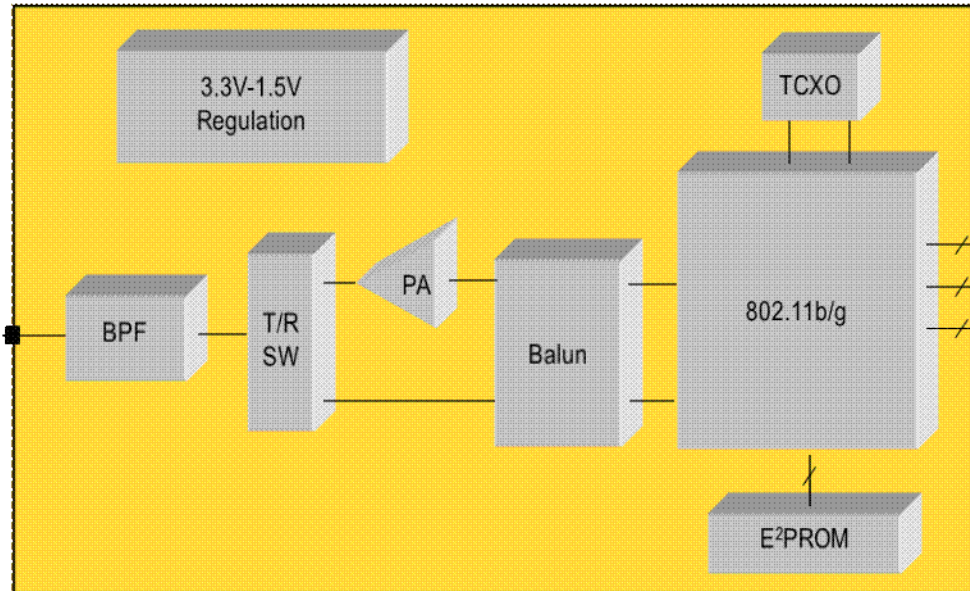 3.3V-1.5V
Regulation
TCXO
PA
BPF
T/R
SW
Balun
802.11b/g
E²PROM